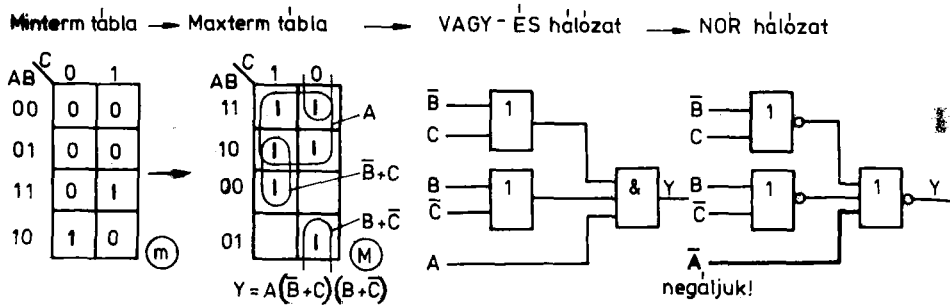 Minterm tábla → Maxterm tábla → VAGY-ÉS hálózat → NOR hálózat
C
AB 0 1
00 0 0
01 0 0
11 0 1
10 1 0
m
C
AB 1 0
11 1 1
10 1 1
00 1
01 1
A
B̅+C
B+C̅
M
Y = A(B̅+C)(B+C̅)
B̅
C
1
B
C̅
1
A
&
Y
B̅
C
1
B
C̅
1
A̅
1
Y
negáljuk!